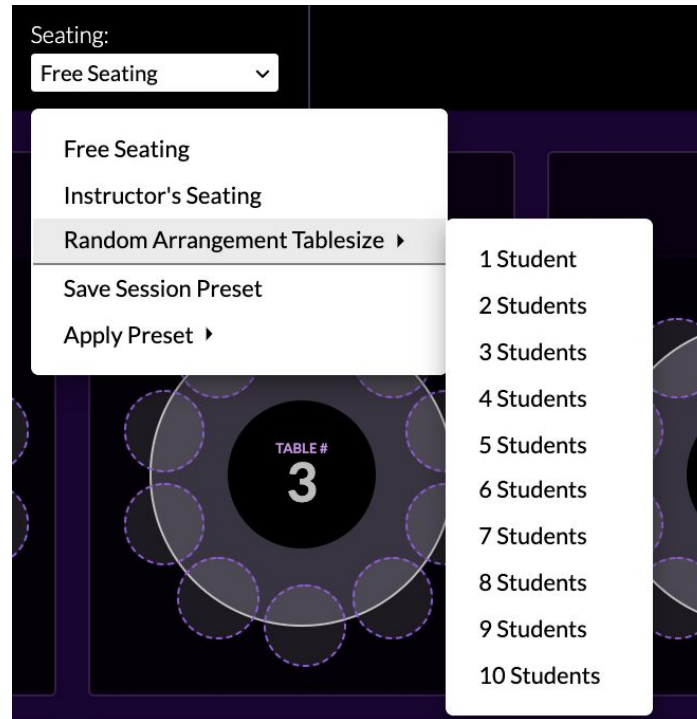 Seating:
Free Seating
Free Seating
Instructor's Seating
Random Arrangement Tablesize
Save Session Preset
Apply Preset
1 Student
2 Students
3 Students
4 Students
5 Students
6 Students
7 Students
8 Students
9 Students
10 Students
TABLE #
3